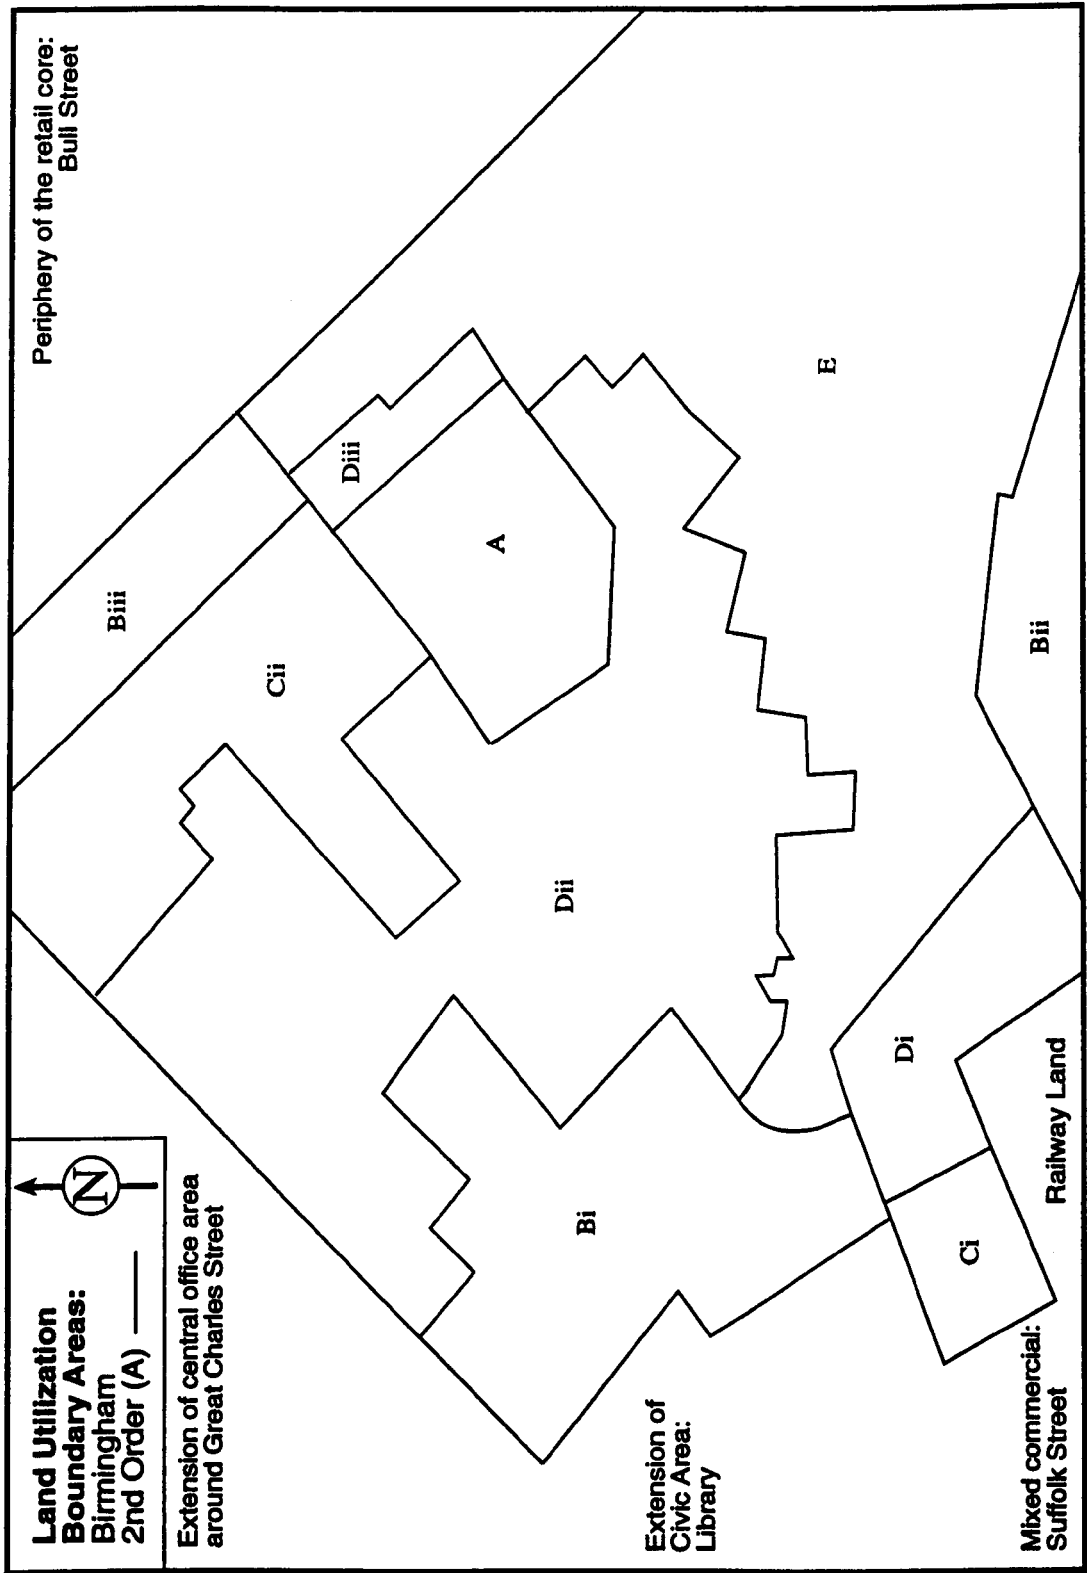 Land Utilization
Boundary Areas:
Birmingham
2nd Order (A)
N
Extension of central office area
around Great Charles Street
Periphery of the retail core:
Bull Street
Biii
Cii
Diii
A
Dii
E
Bi
Extension of
Civic Area:
Library
Di
Bii
Ci
Railway Land
Mixed commercial:
Suffolk Street